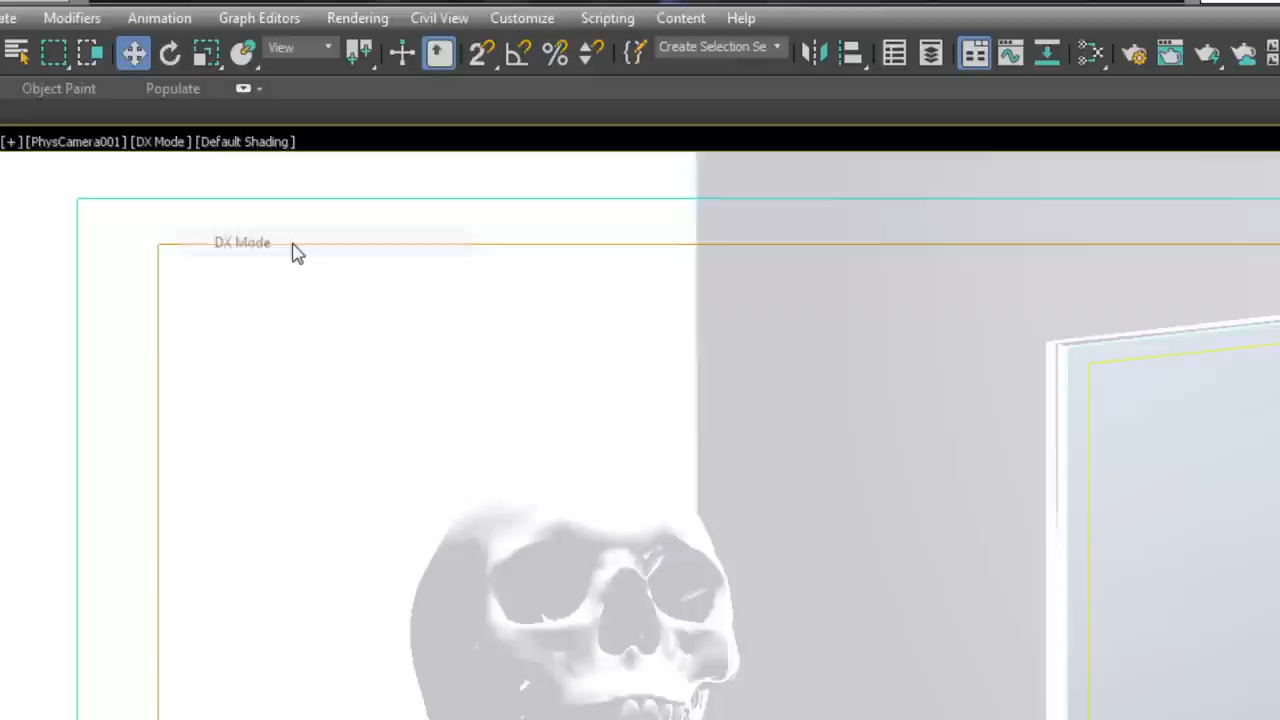 ate Modifiers Animation Graph Editors Rendering Civil View Customize Scripting Content Help
View Create Selection Se
Object Paint Populate
[+] [PhysCamera001] [DX Mode] [Default Shading]
DX Mode